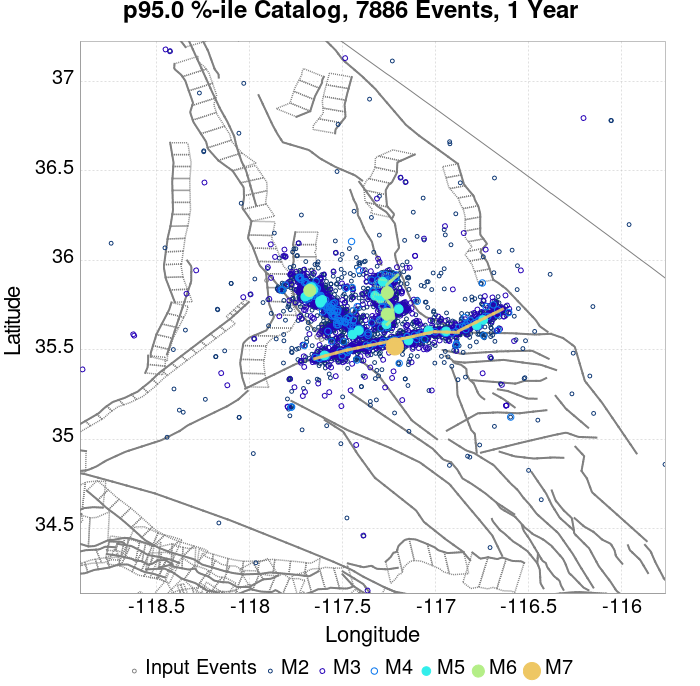 p95.0 %-ile Catalog, 7886 Events, 1 Year
37
36.5
36
35.5
35
34.5
Latitude
-118.5 -118 -117.5 -117 -116.5 -116
Longitude
Input Events M2 M3 M4 M5 M6 M7